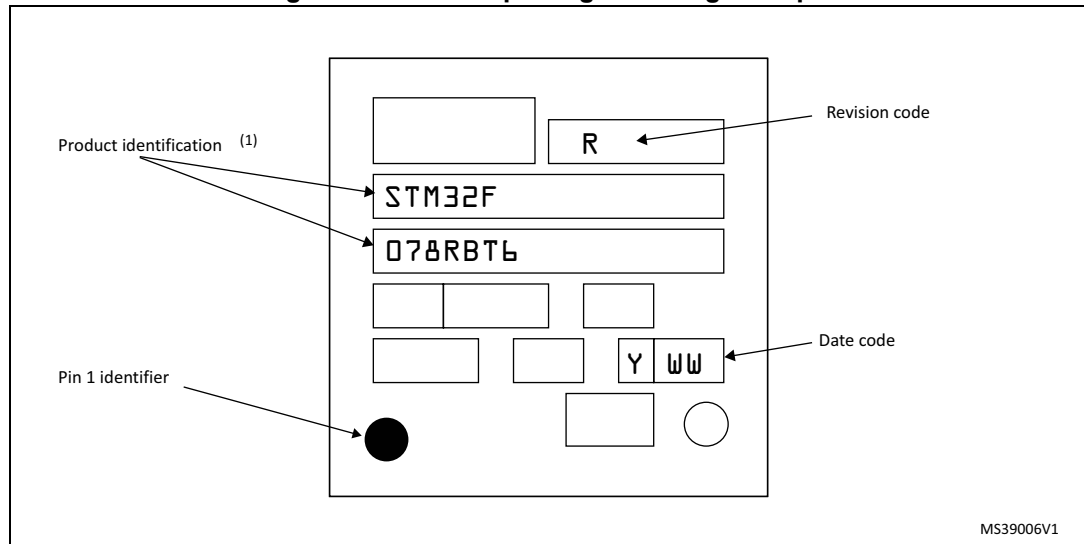 Revision code
R
Product identification (1)
STM32F
078RBT6
Date code
Y WW
Pin 1 identifier
MS39006V1